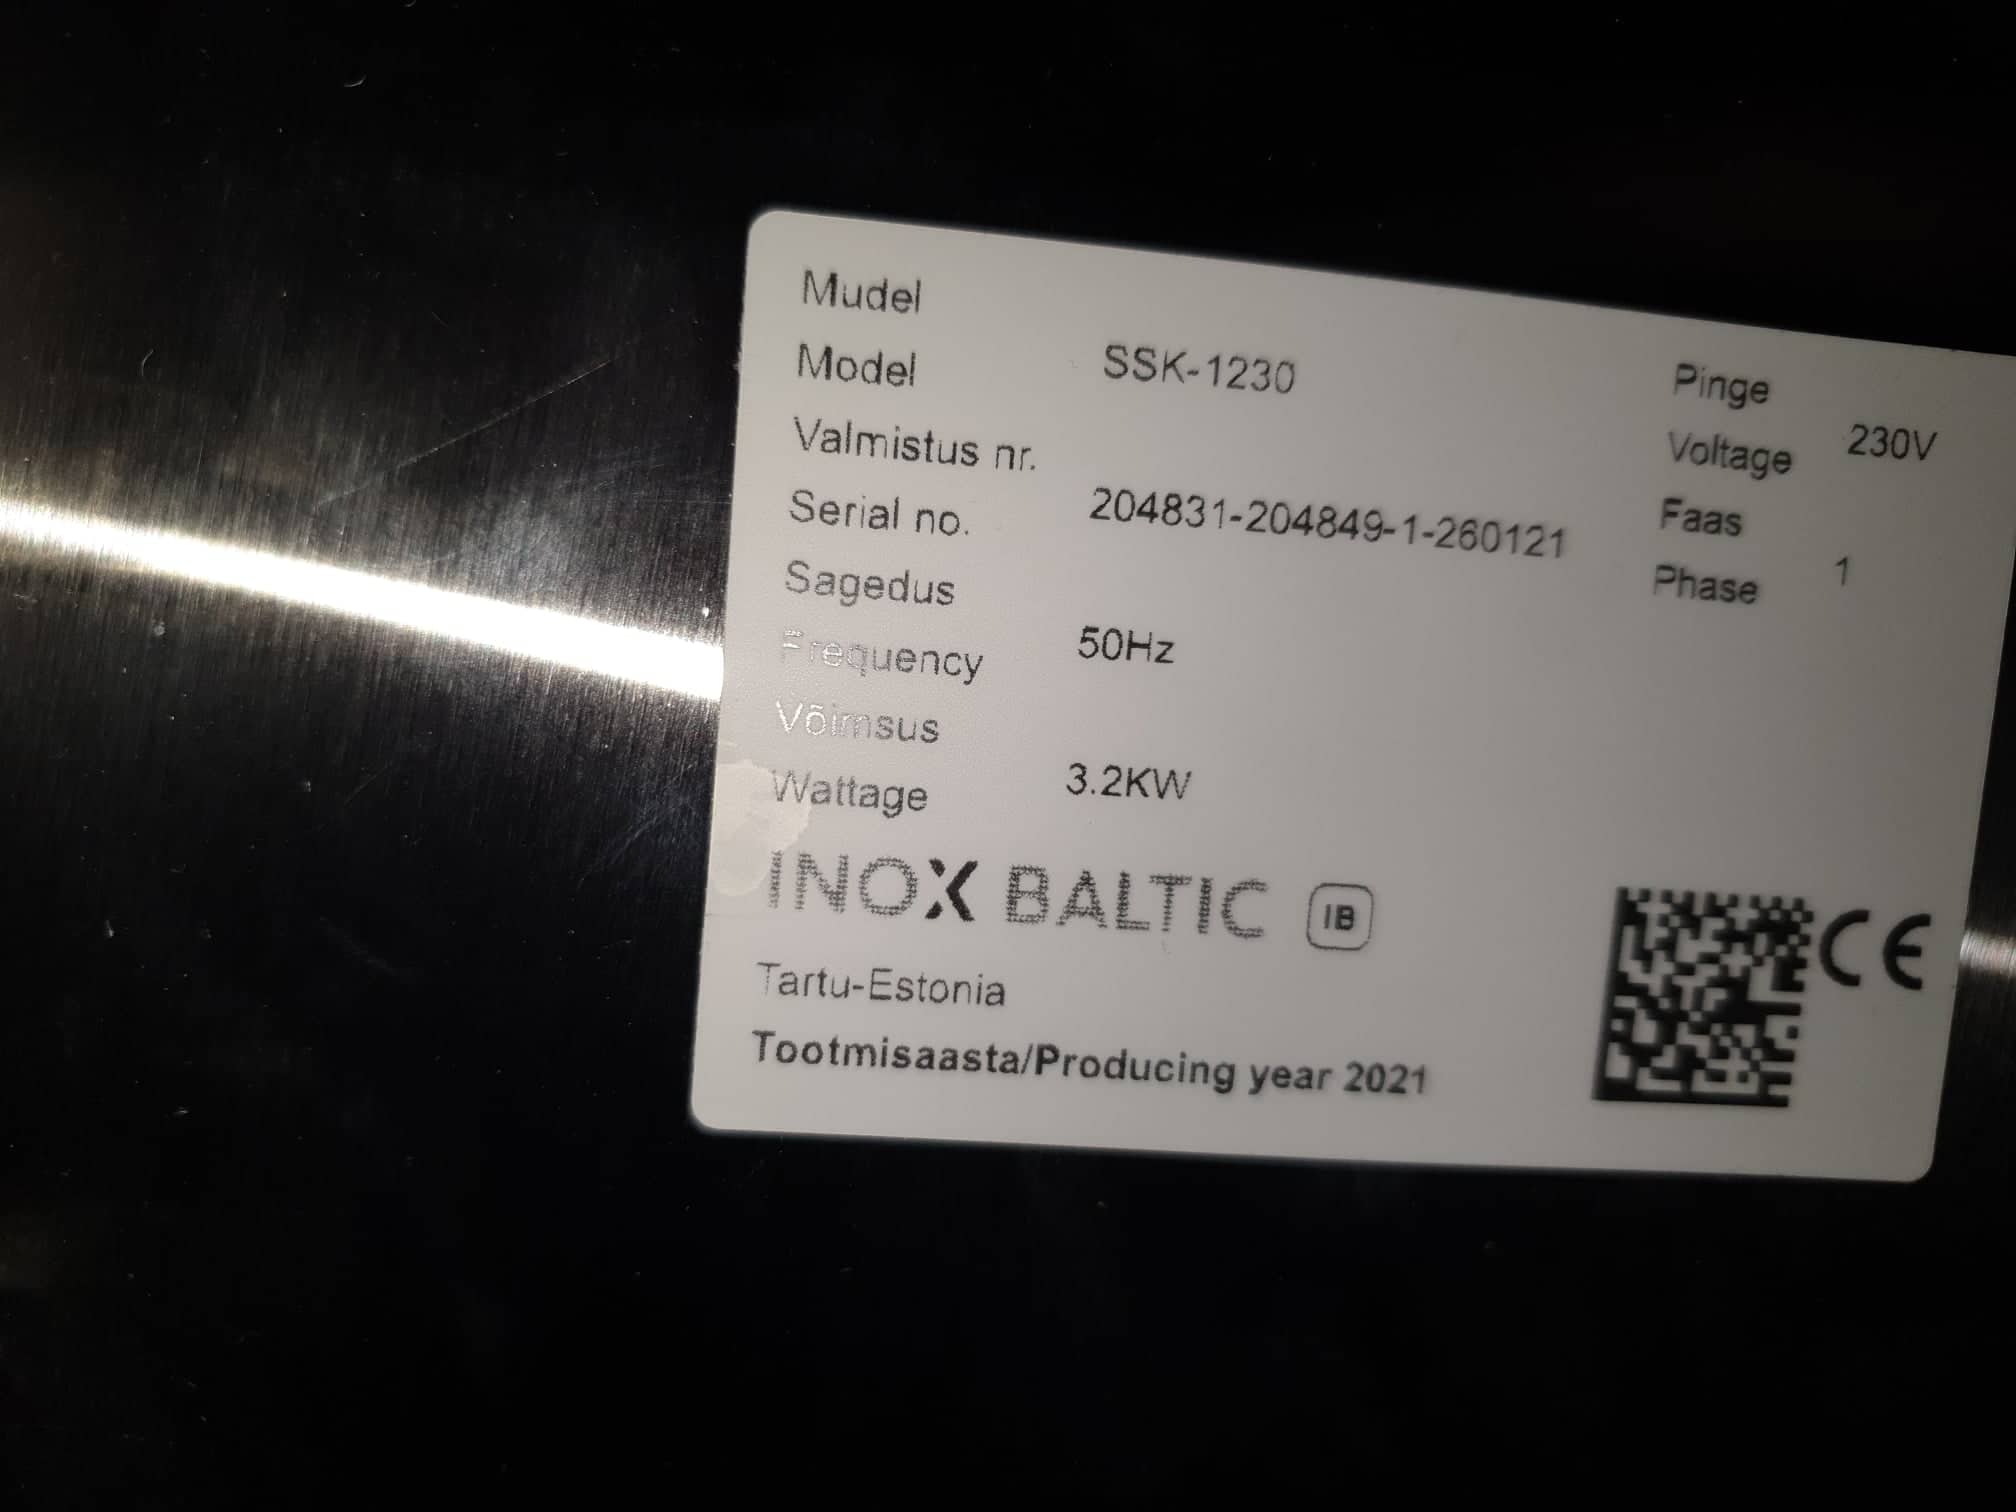 Mudel
Model SSK-1230
Valmistus nr.
Serial no. 204831-204849-1-260121
Sagedus
Frequency 50Hz
Võimsus
Wattage 3.2KW
Pinge
Voltage 230V
Faas
Phase 1
INOX BALTIC IB
Tartu-Estonia
Tootmisaasta/Producing year 2021
CE